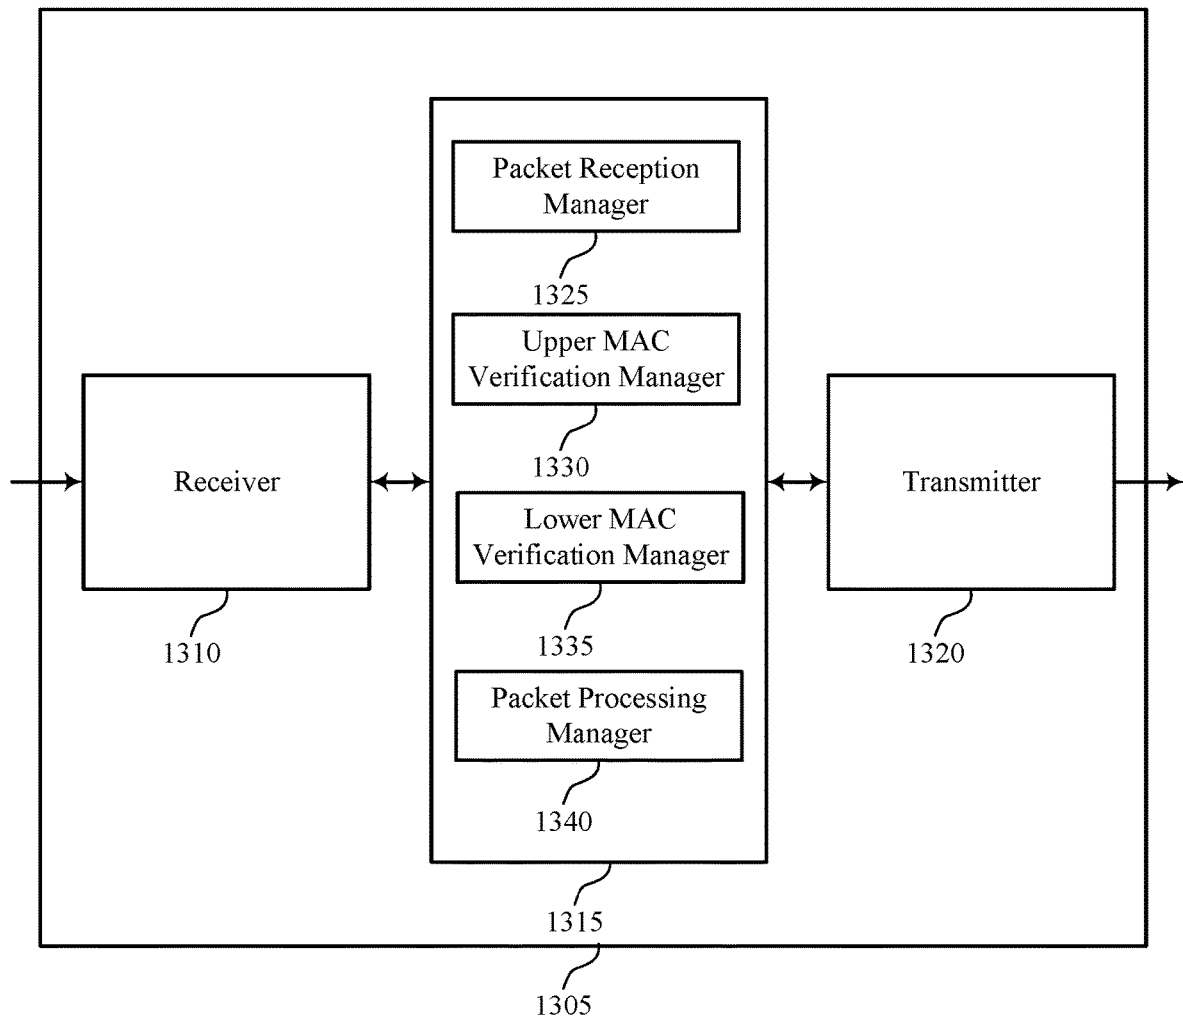 Packet Reception
Manager
1325
Upper MAC
Verification Manager
1330
Receiver
1310
Lower MAC
Verification Manager
1335
Packet Processing
Manager
1340
1315
Transmitter
1320
1305